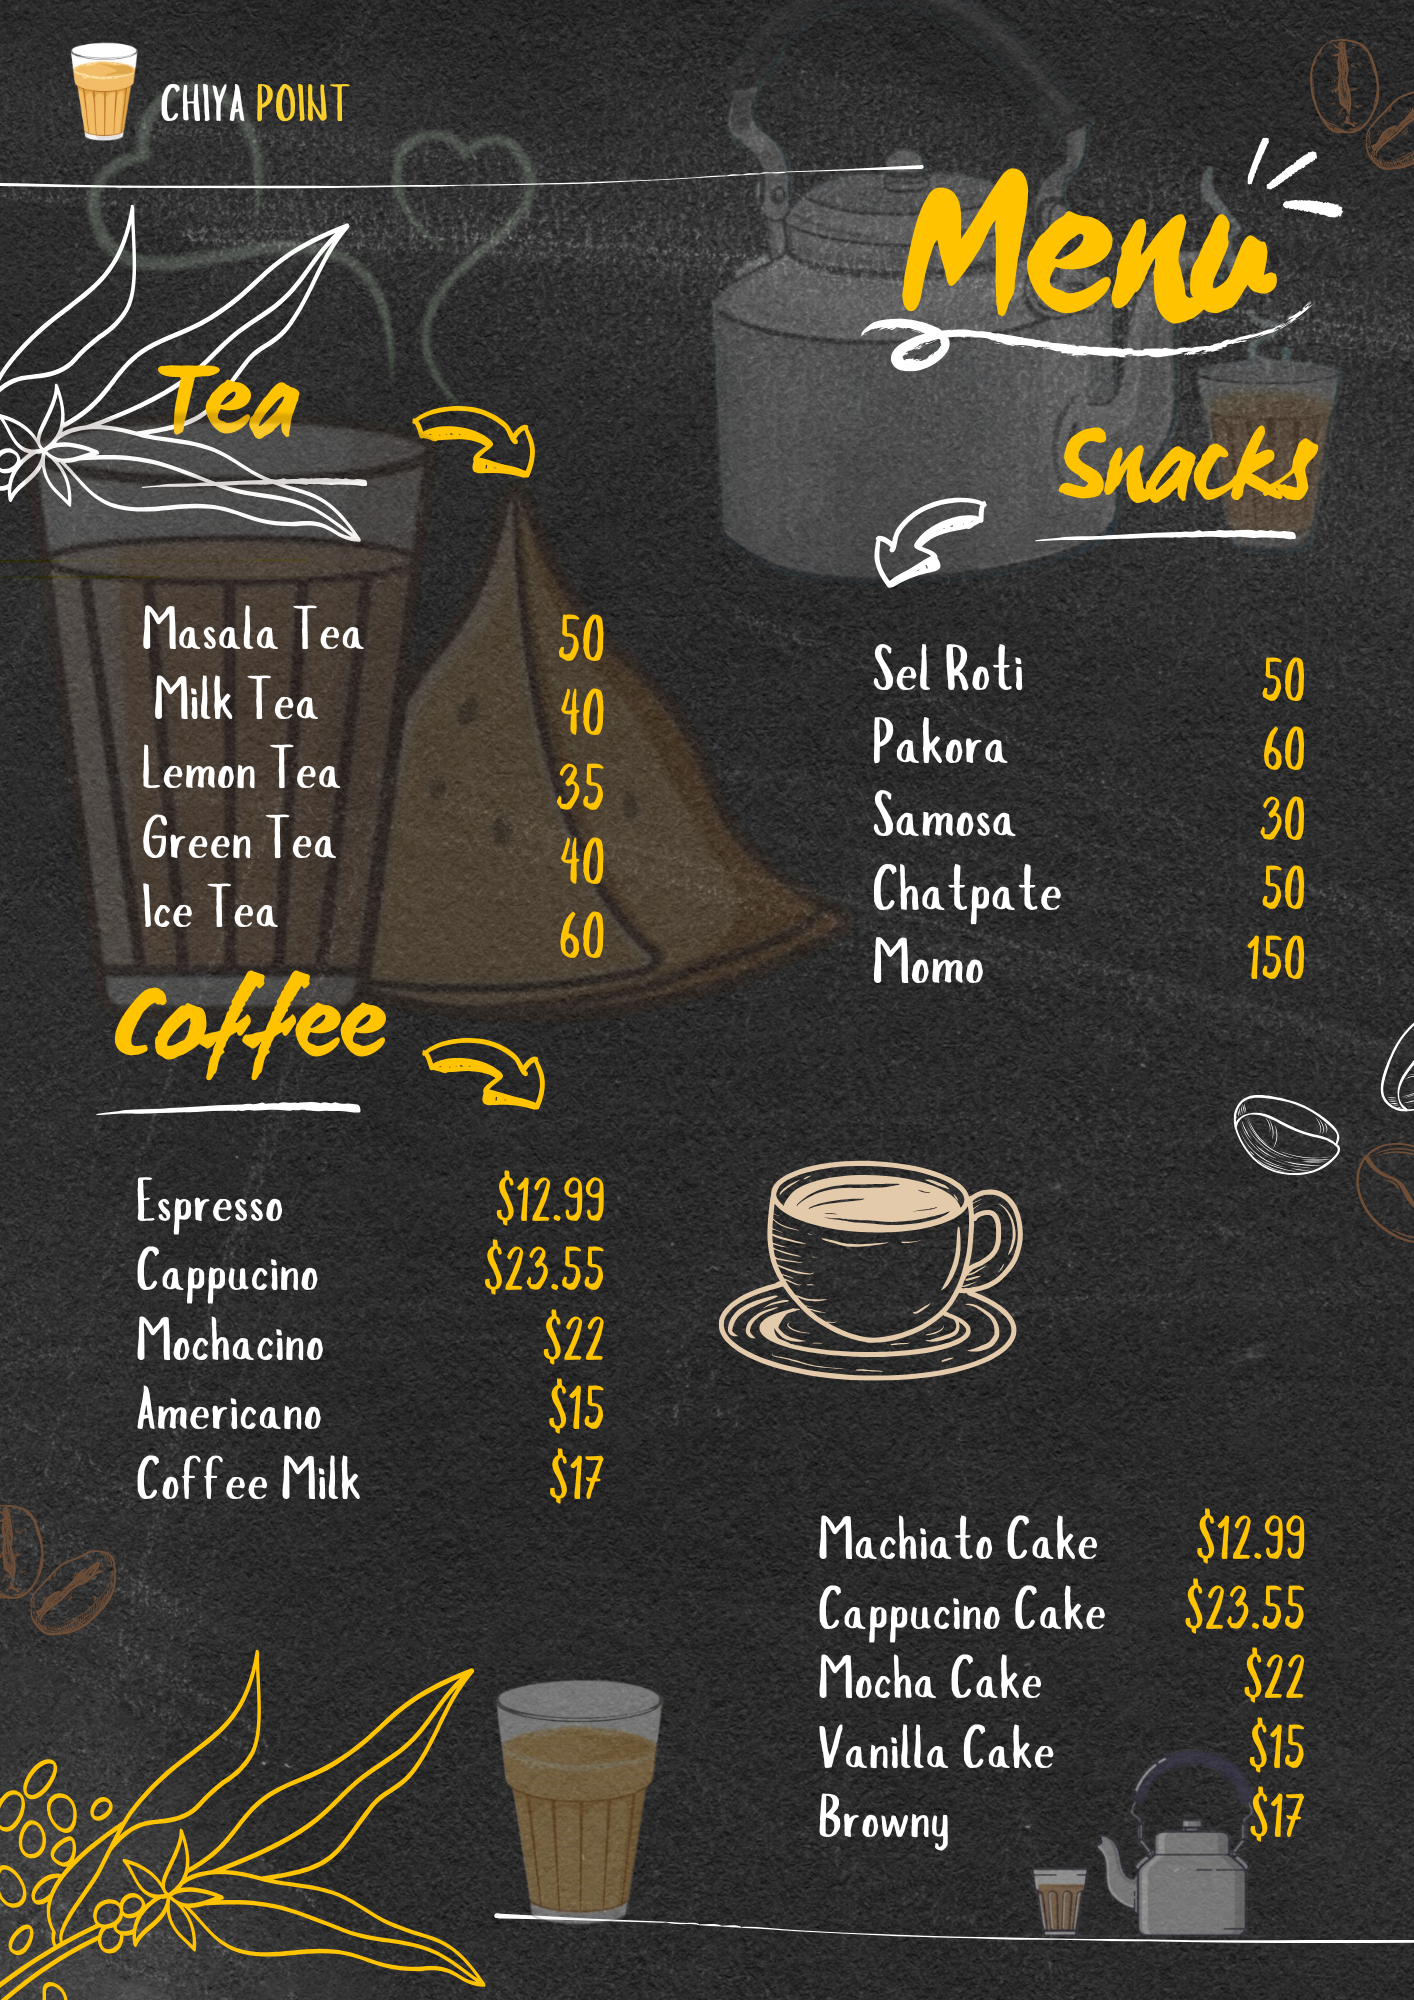 CHIYA POINT
Menu
Tea
Masala Tea 50
Milk Tea 40
Lemon Tea 35
Green Tea 40
Ice Tea 60
Snacks
Sel Roti 50
Pakora 60
Samosa 30
Chatpate 50
Momo 150
Coffee
Espresso $12.99
Cappucino $23.55
Mochacino $22
Americano $15
Coffee Milk $17
Machiato Cake $12.99
Cappucino Cake $23.55
Mocha Cake $22
Vanilla Cake $15
Browny $17